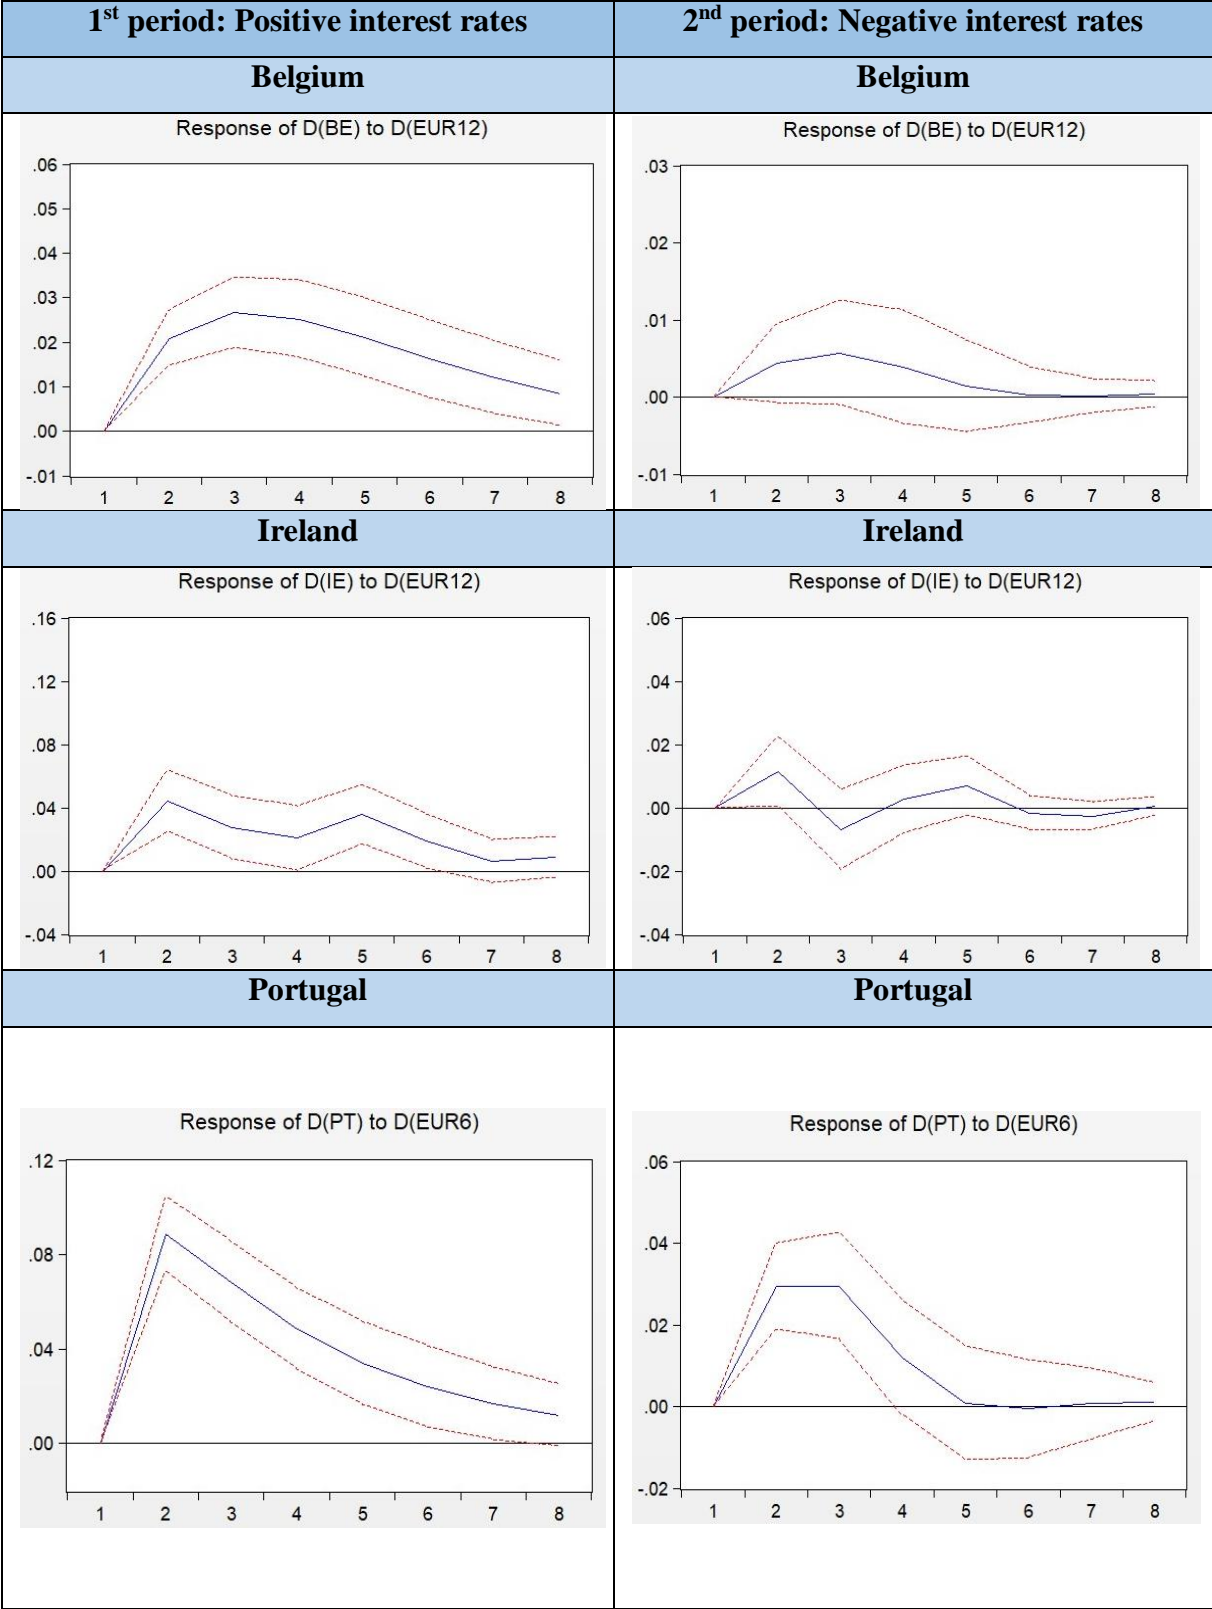 1st period: Positive interest rates
2nd period: Negative interest rates
Belgium
Belgium
Response of D(BE) to D(EUR12)
.06
.05
.04
.03
.02
.01
.00
-.01
1 2 3 4 5 6 7 8
Response of D(BE) to D(EUR12)
.03
.02
.01
.00
-.01
1 2 3 4 5 6 7 8
Ireland
Ireland
Response of D(IE) to D(EUR12)
.16
.12
.08
.04
.00
-.04
1 2 3 4 5 6 7 8
Response of D(IE) to D(EUR12)
.06
.04
.02
.00
-.02
-.04
1 2 3 4 5 6 7 8
Portugal
Portugal
Response of D(PT) to D(EUR6)
.12
.08
.04
.00
1 2 3 4 5 6 7 8
Response of D(PT) to D(EUR6)
.06
.04
.02
.00
-.02
1 2 3 4 5 6 7 8